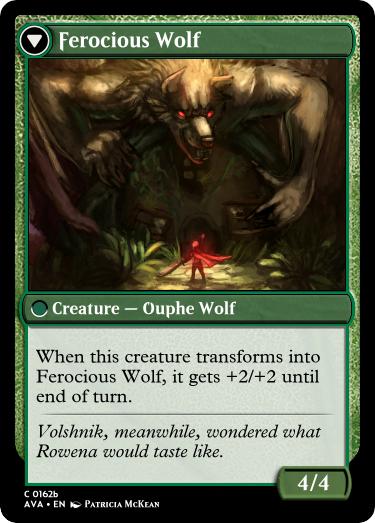 Ferocious Wolf
Creature — Ouphe Wolf
When this creature transforms into
Ferocious Wolf, it gets +2/+2 until
end of turn.
Volshnik, meanwhile, wondered what
Rowena would taste like.
4/4
C 0162b
AVA • EN Patricia McKean